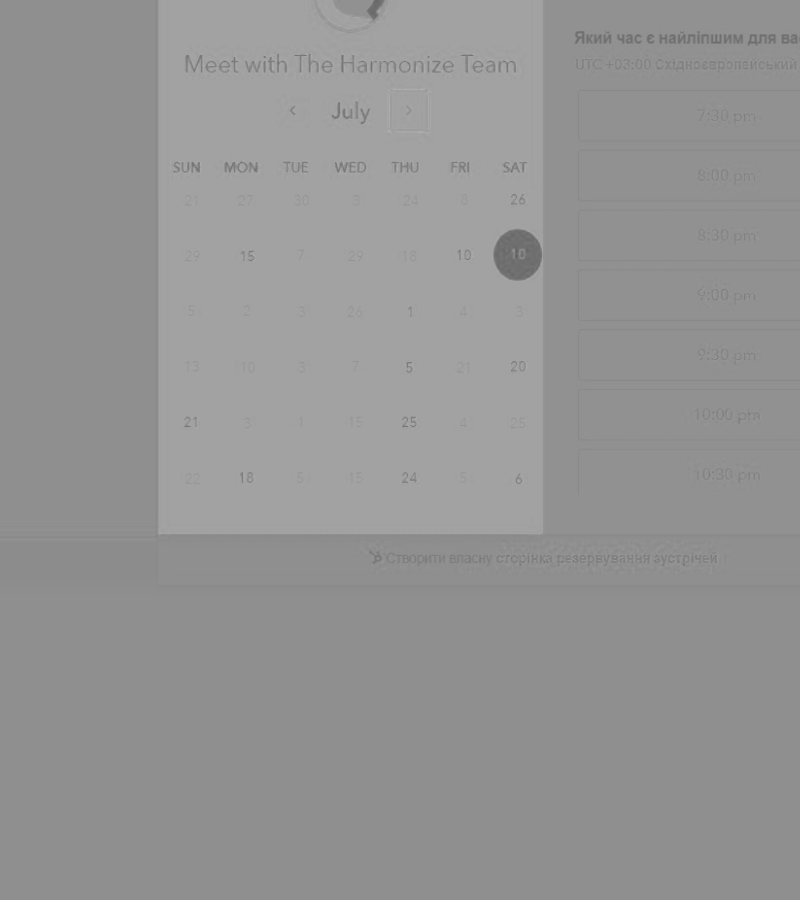 Meet with The Harmonize Team
July
SUN MON TUE WED THU FRI SAT
21 27 30 3 24 5 26
29 15 7 29 18 10 10
5 2 3 26 1 4 3
13 10 3 7 5 21 20
21 3 1 15 25 4 25
22 18 5 15 24 5 6
Який час є найліпшим для ва
UTC +03:00 Східноєвропейський
7:30 pm
8:00 pm
8:30 pm
9:00 pm
9:30 pm
10:00 pm
10:30 pm
Створити власну сторінка резервування зустрічей